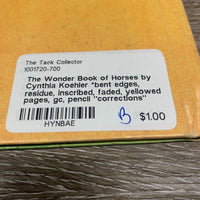 The Tack Collector
1001720-700
The Wonder Book of Horses by
Cynthia Koehler *bent edges,
residue, inscribed, faded, yellowed
pages, gc, pencil "corrections"
HYNBAE
B $1.00